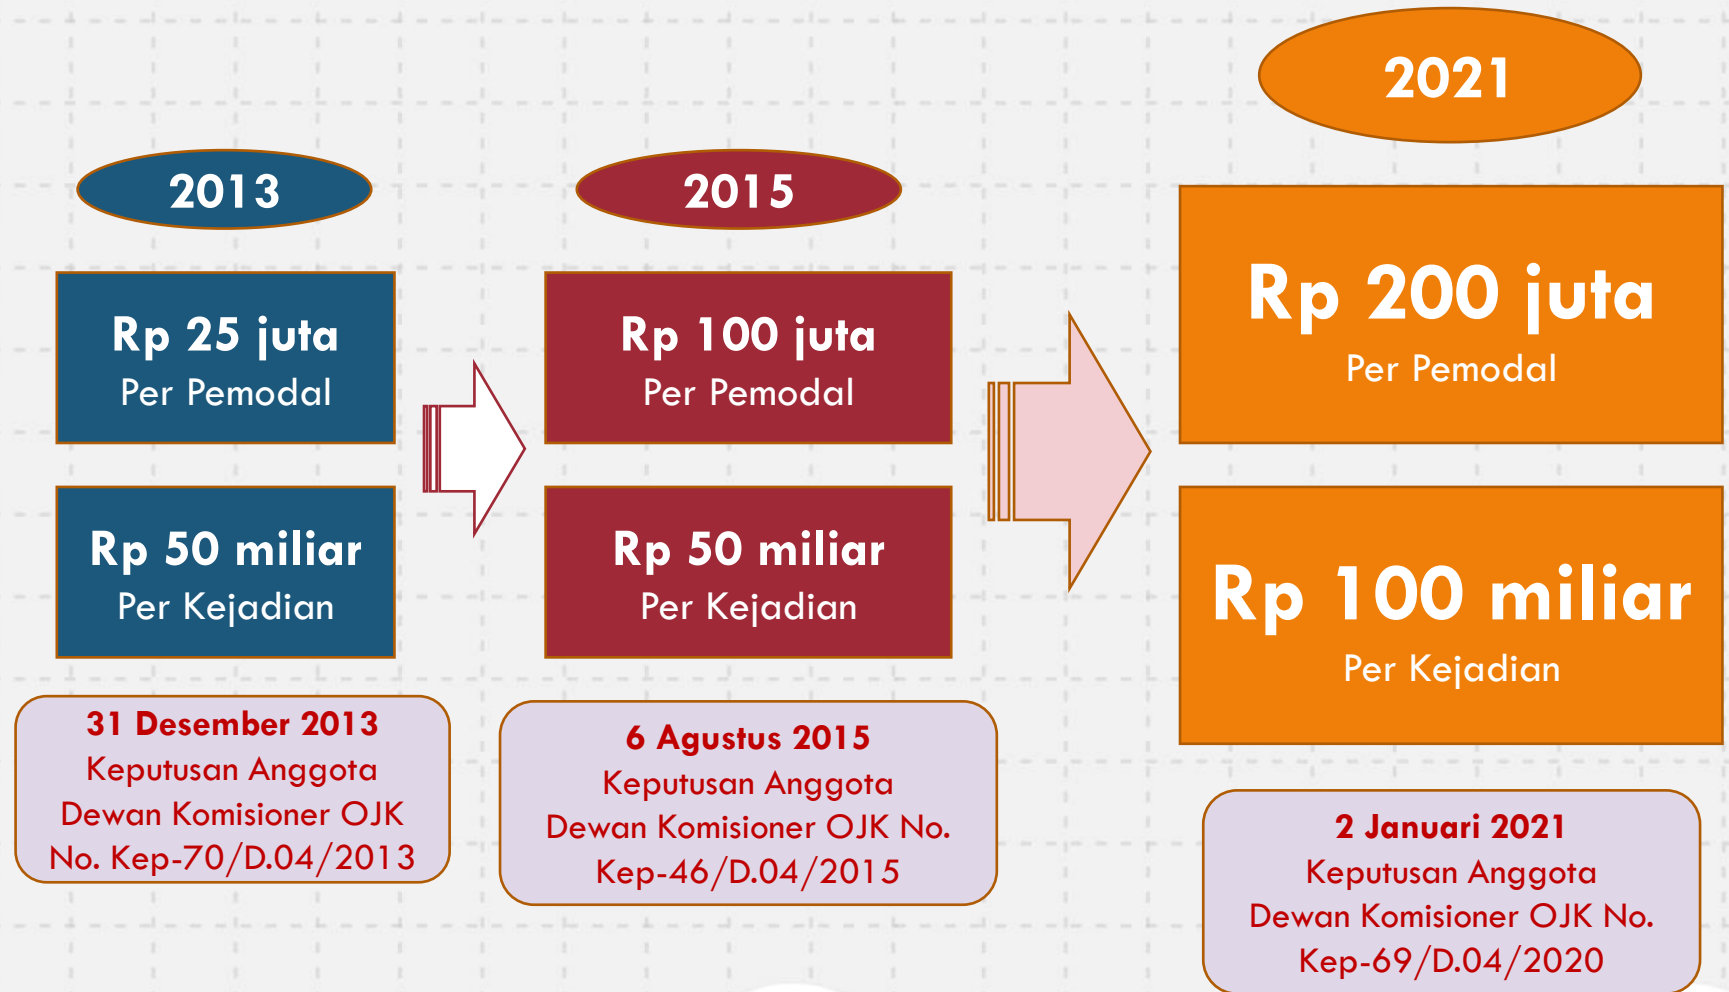 2013
Rp 25 juta
Per Pemodal
Rp 50 miliar
Per Kejadian
31 Desember 2013
Keputusan Anggota
Dewan Komisioner OJK
No. Kep-70/D.04/2013
2015
Rp 100 juta
Per Pemodal
Rp 50 miliar
Per Kejadian
6 Agustus 2015
Keputusan Anggota
Dewan Komisioner OJK No.
Kep-46/D.04/2015
2021
Rp 200 juta
Per Pemodal
Rp 100 miliar
Per Kejadian
2 Januari 2021
Keputusan Anggota
Dewan Komisioner OJK No.
Kep-69/D.04/2020